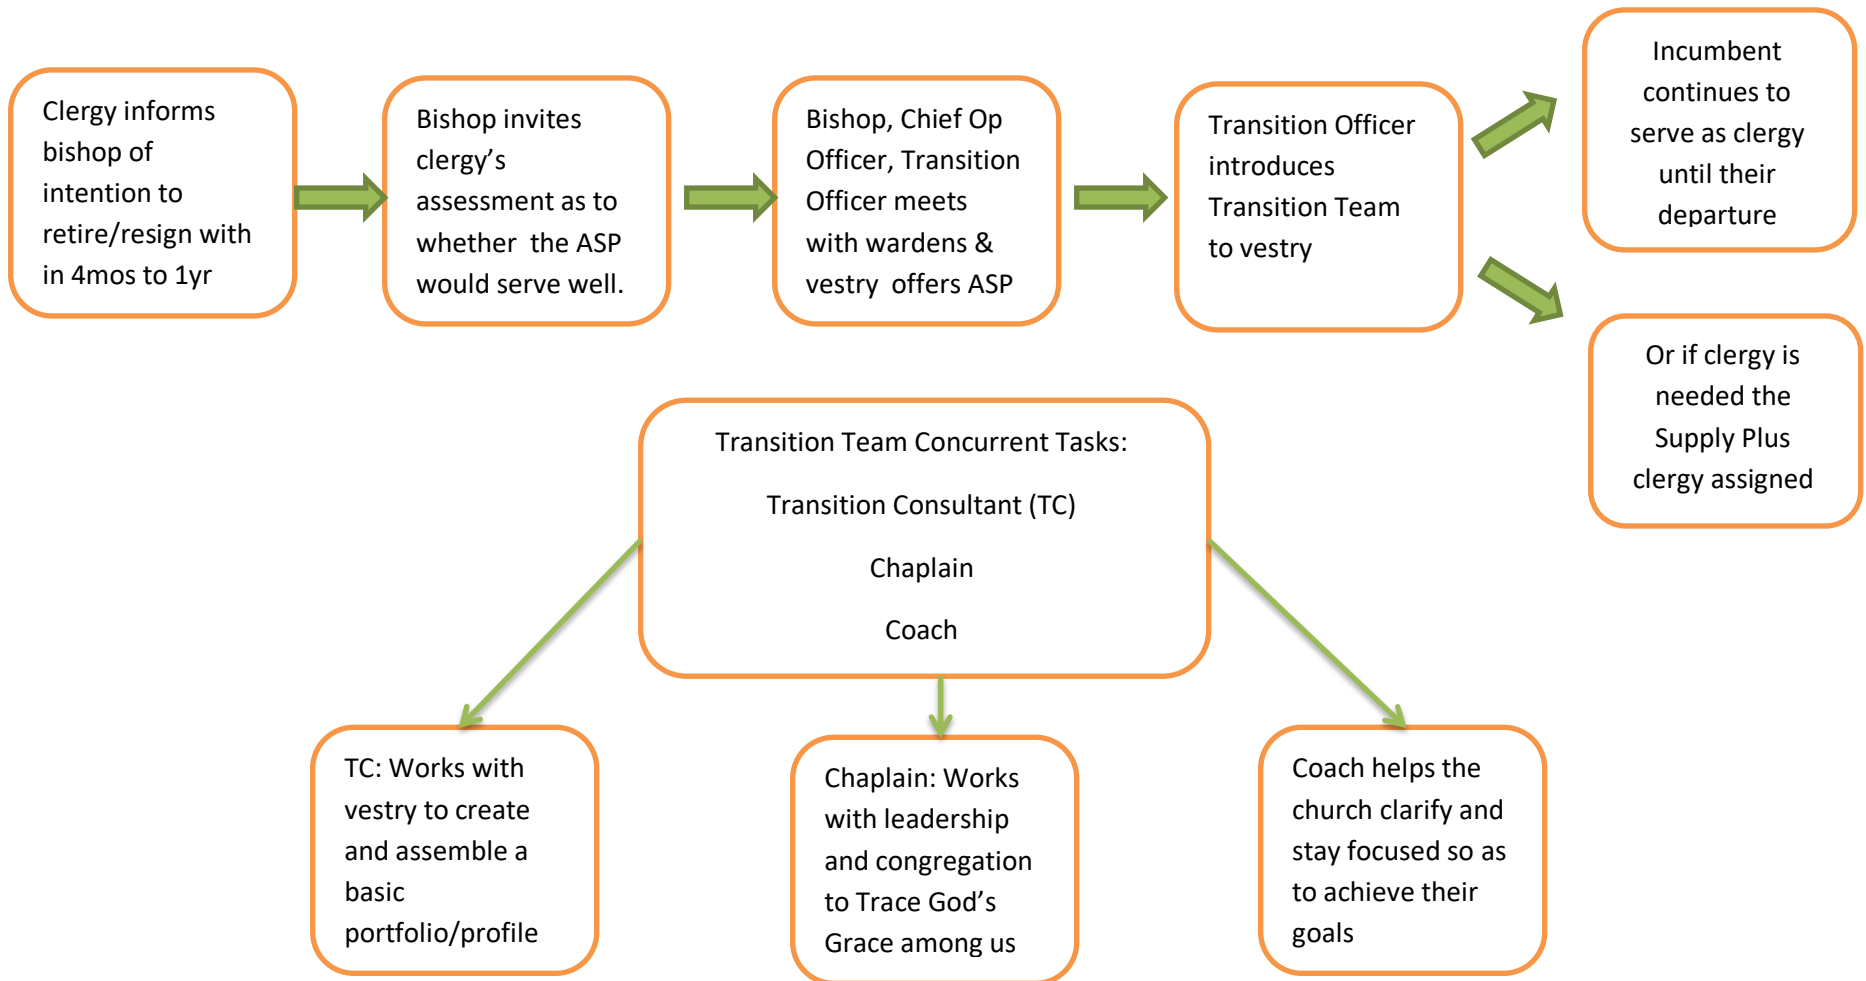 Clergy informs
bishop of
intention to
retire/resign with
in 4mos to 1yr
Bishop invites
clergy’s
assessment as to
whether the ASP
would serve well.
Bishop, Chief Op
Officer, Transition
Officer meets
with wardens &
vestry offers ASP
Transition Officer
introduces
Transition Team
to vestry
Incumbent
continues to
serve as clergy
until their
departure
Or if clergy is
needed the
Supply Plus
clergy assigned
Transition Team Concurrent Tasks:
Transition Consultant (TC)
Chaplain
Coach
TC: Works with
vestry to create
and assemble a
basic
portfolio/profile
Chaplain: Works
with leadership
and congregation
to Trace God’s
Grace among us
Coach helps the
church clarify and
stay focused so as
to achieve their
goals